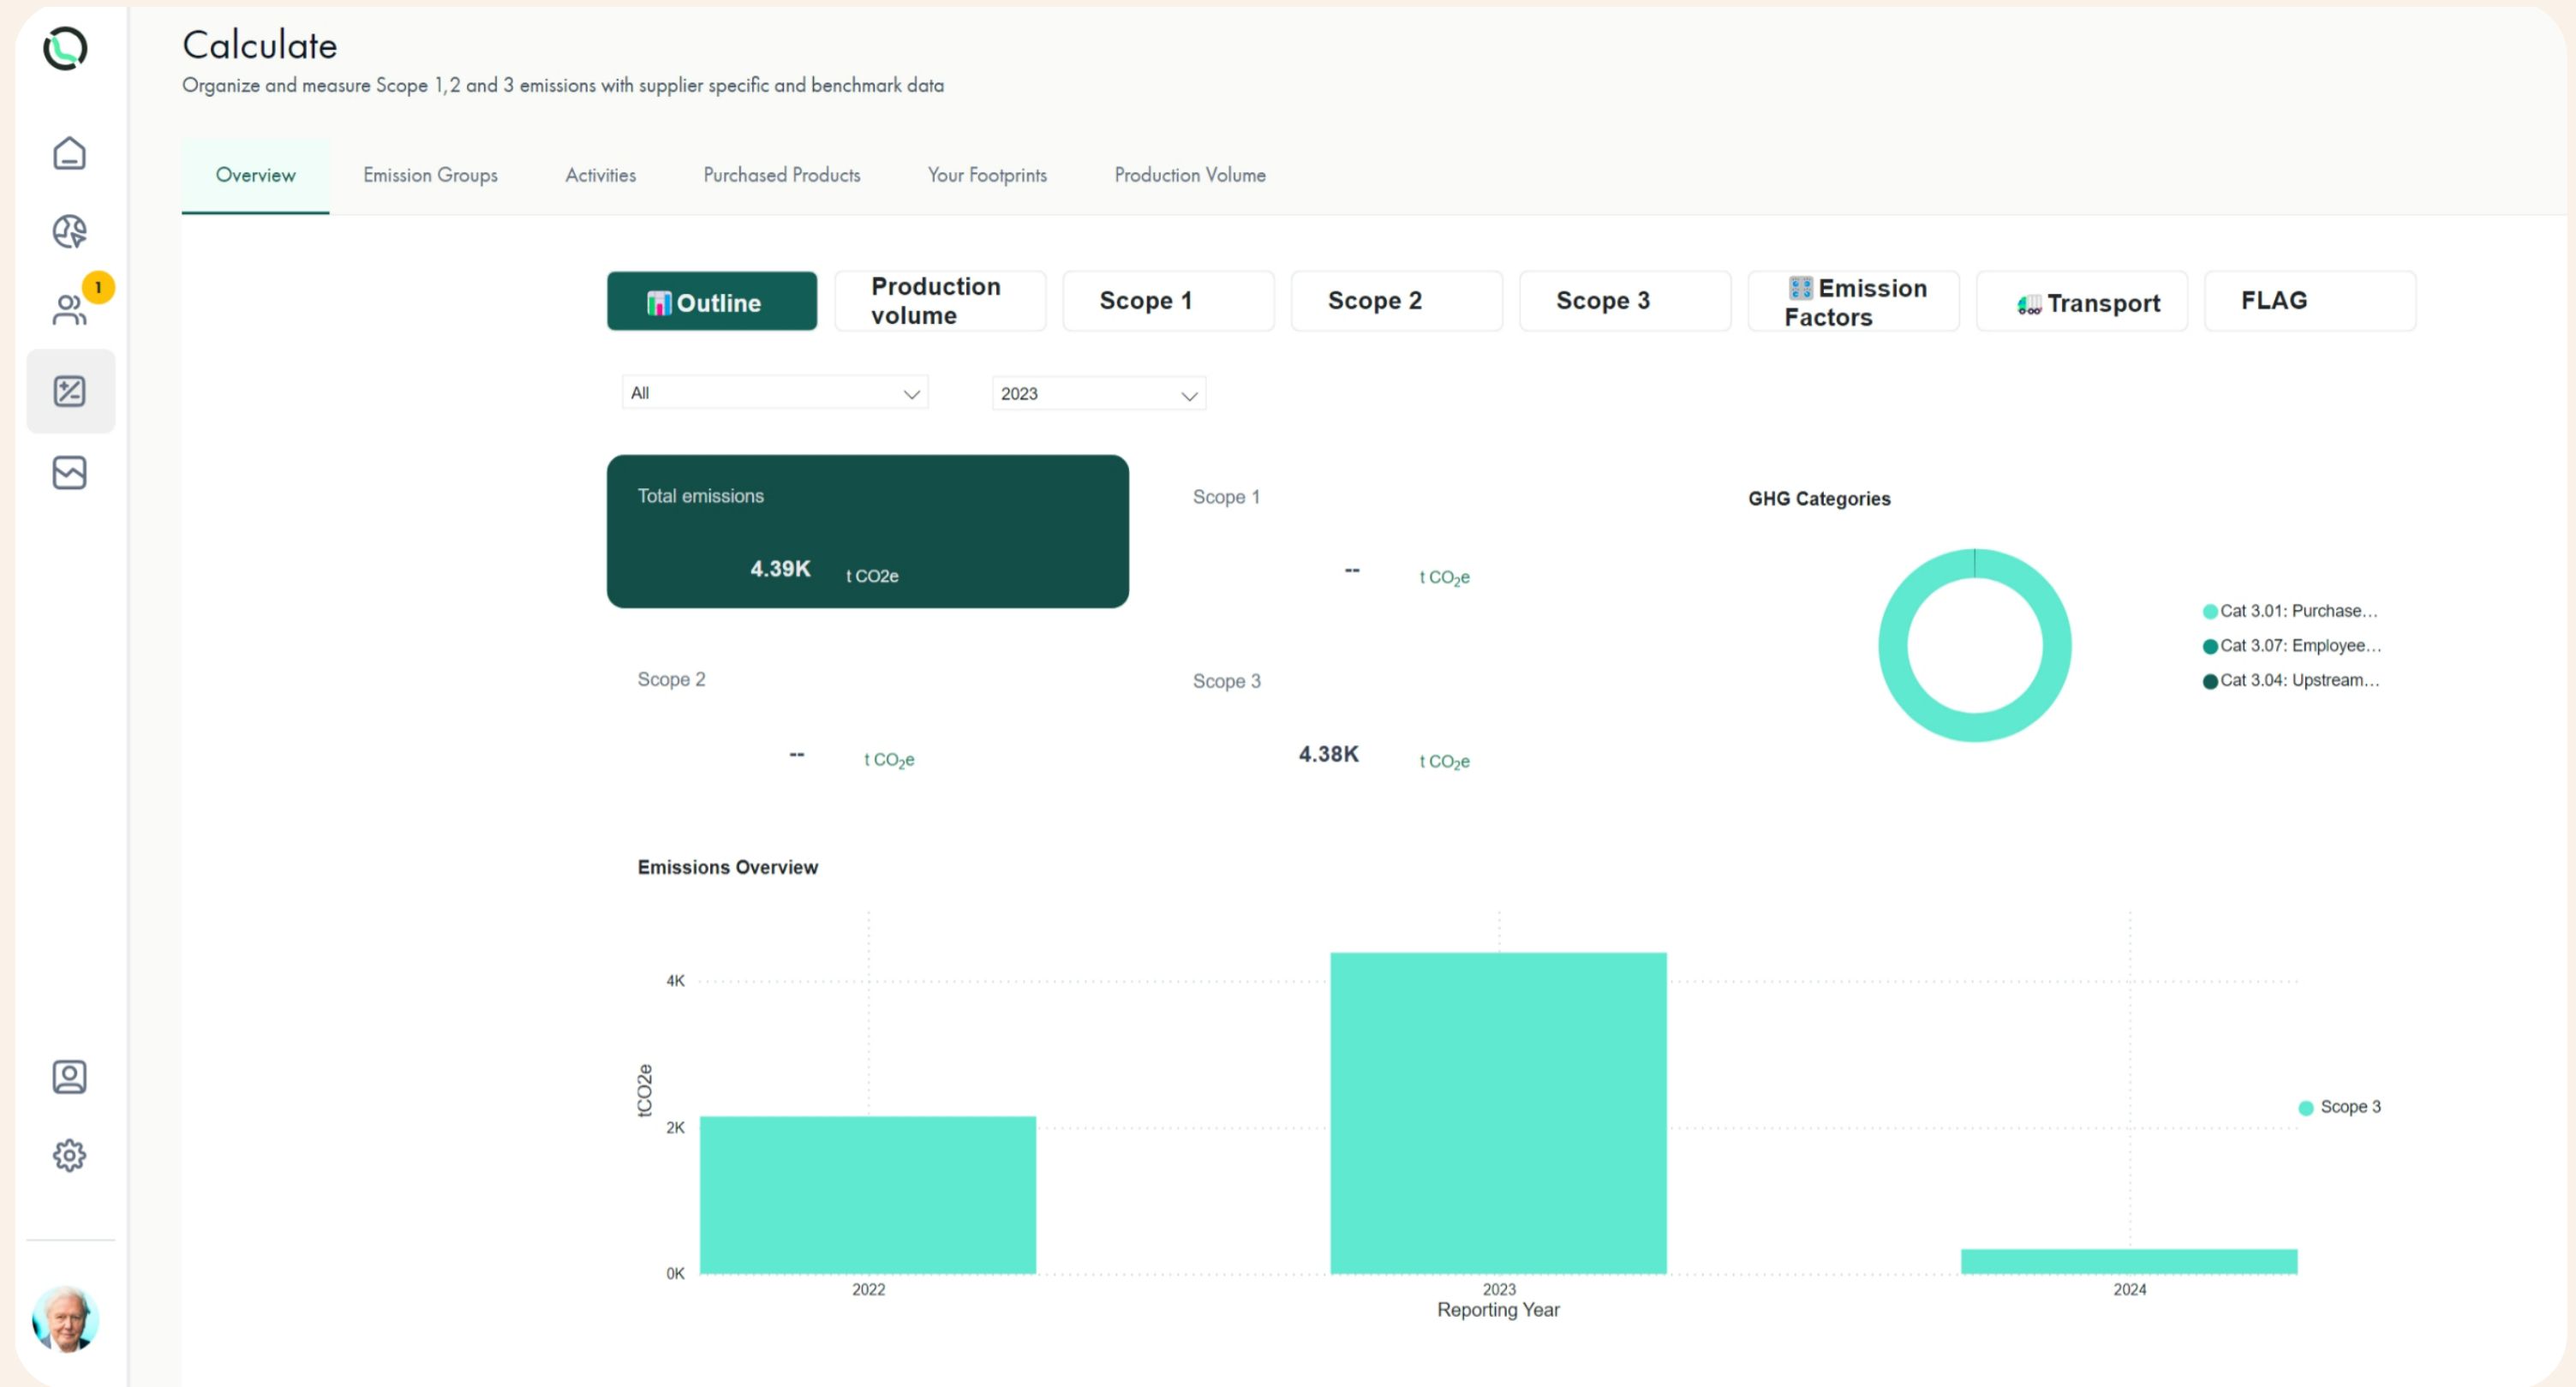 Calculate
Organize and measure Scope 1,2 and 3 emissions with supplier specific and benchmark data
1
Overview
Emission Groups
Activities
Purchased Products
Your Footprints
Production Volume
Outline
Production
volume
Scope 1
Scope 2
Scope 3
Emission
Factors
Transport
FLAG
All
2023
Total emissions
4.39K t CO2e
Scope 1
-- t CO₂e
Scope 2
-- t CO₂e
Scope 3
4.38K t CO₂e
GHG Categories
Cat 3.01: Purchase...
Cat 3.07: Employee...
Cat 3.04: Upstream...
Emissions Overview
4K
2K
0K
tCO2e
2022
2023
2024
Reporting Year
Scope 3